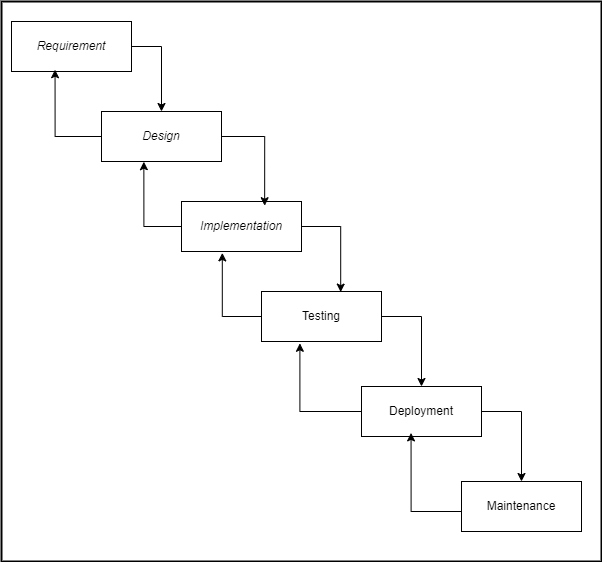 Requirement
Design
Implementation
Testing
Deployment
Maintenance